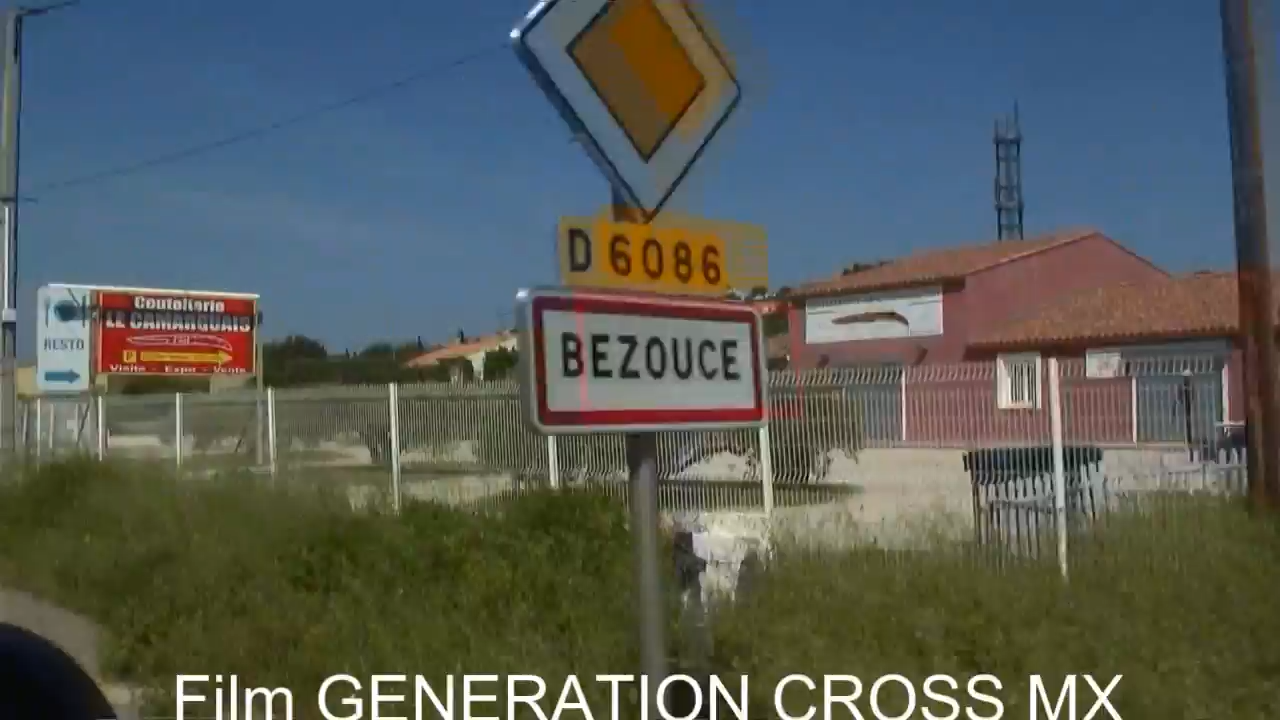 D 6086
BEZOUCE
RESTO
Coutellerie
LE CAMARGUAIS
P
Visite - Expo - Vente
Film GENERATION CROSS MX